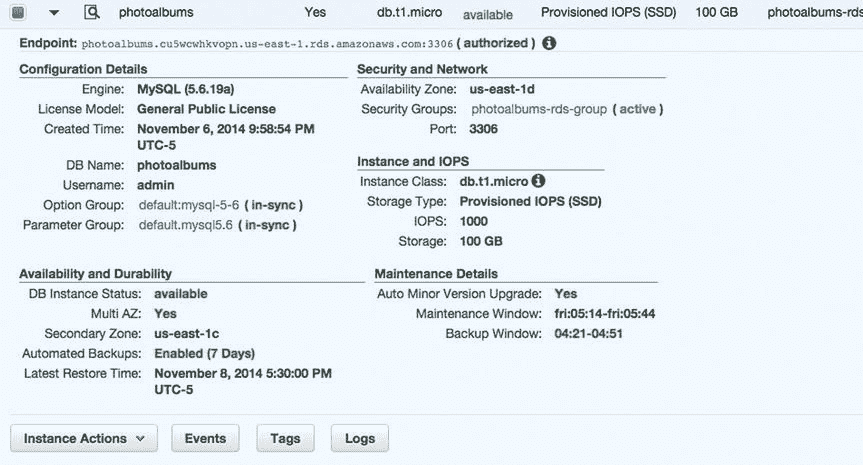 photoalbums Yes db.t1.micro available Provisioned IOPS (SSD) 100 GB photoalbums-rds
Endpoint: photoalbums.cu5wcwhkvopn.us-east-1.rds.amazonaws.com:3306 ( authorized )
Configuration Details
Engine: MySQL (5.6.19a)
License Model: General Public License
Created Time: November 6, 2014 9:58:54 PM
UTC-5
DB Name: photoalbums
Username: admin
Option Group: default:mysql-5-6 ( in-sync )
Parameter Group: default:mysql5.6 ( in-sync )
Security and Network
Availability Zone: us-east-1d
Security Groups: photoalbums-rds-group ( active )
Port: 3306
Instance and IOPS
Instance Class: db.t1.micro
Storage Type: Provisioned IOPS (SSD)
IOPS: 1000
Storage: 100 GB
Availability and Durability
DB Instance Status: available
Multi AZ: Yes
Secondary Zone: us-east-1c
Automated Backups: Enabled (7 Days)
Latest Restore Time: November 8, 2014 5:30:00 PM
UTC-5
Maintenance Details
Auto Minor Version Upgrade: Yes
Maintenance Window: fri:05:14-fri:05:44
Backup Window: 04:21-04:51
Instance Actions Events Tags Logs